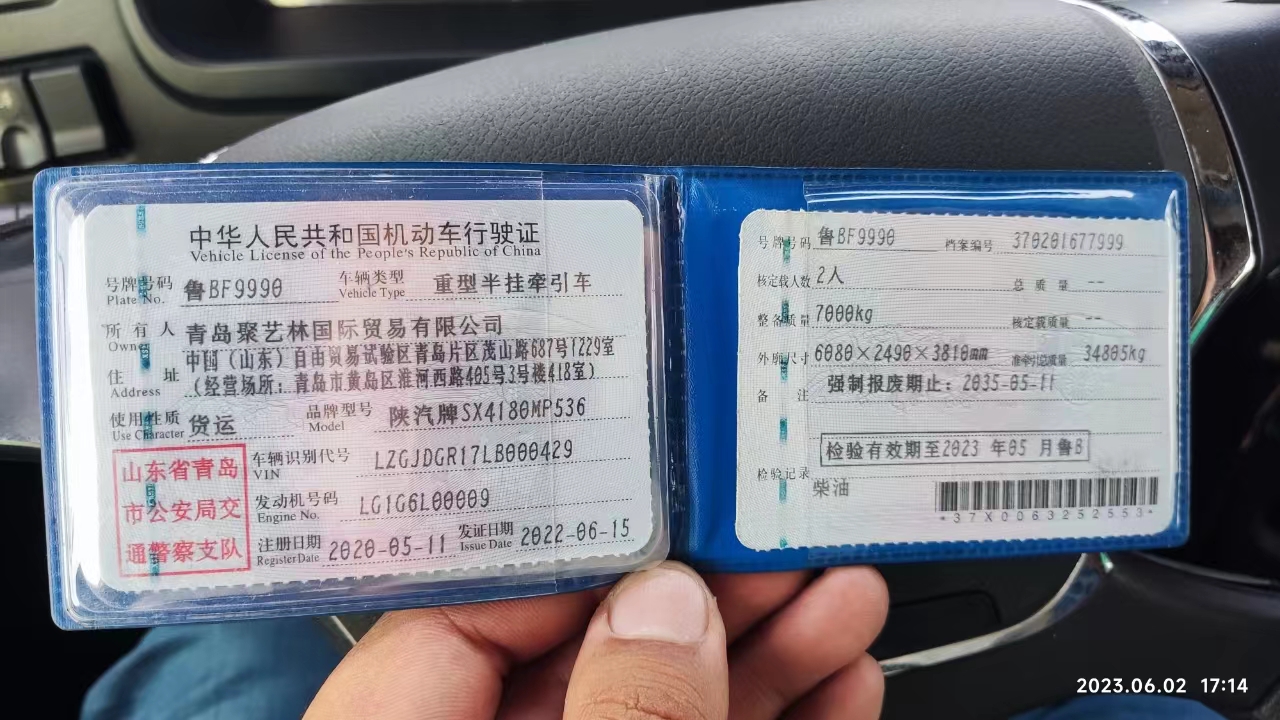 中华人民共和国机动车行驶证
Vehicle License of the People's Republic of China
号牌号码 鲁BF9990 车辆类型 重型半挂牵引车
Plate No. Vehicle Type
所有人 青岛聚艺林国际贸易有限公司
Owner
中国（山东）自由贸易试验区青岛片区茂山路687号1229室
住址 （经营场所：青岛市黄岛区淮河西路405号3号楼418室）
Address
使用性质 货运 品牌型号 陕汽牌SX4180MP536
Use Character Model
山东省青岛
市公安局交
通警察支队
车辆识别代号 LZGJDGR17LB000429
VIN
发动机号码 LG1G6L00009
Engine No.
注册日期 2020-05-11 发证日期 2022-06-15
Register Date Issue Date
号牌号码 鲁BF9990 档案编号 370201677999
核定载人数 2人 总质量 --
整备质量 7000kg 核定载质量 --
外廓尺寸 6080×2490×3810mm 准牵引总质量 34805kg
备注 强制报废期止：2035-05-11
检验有效期至2023年05月鲁B
检验记录
柴油
*37X0063252553*
2023.06.02 17:14